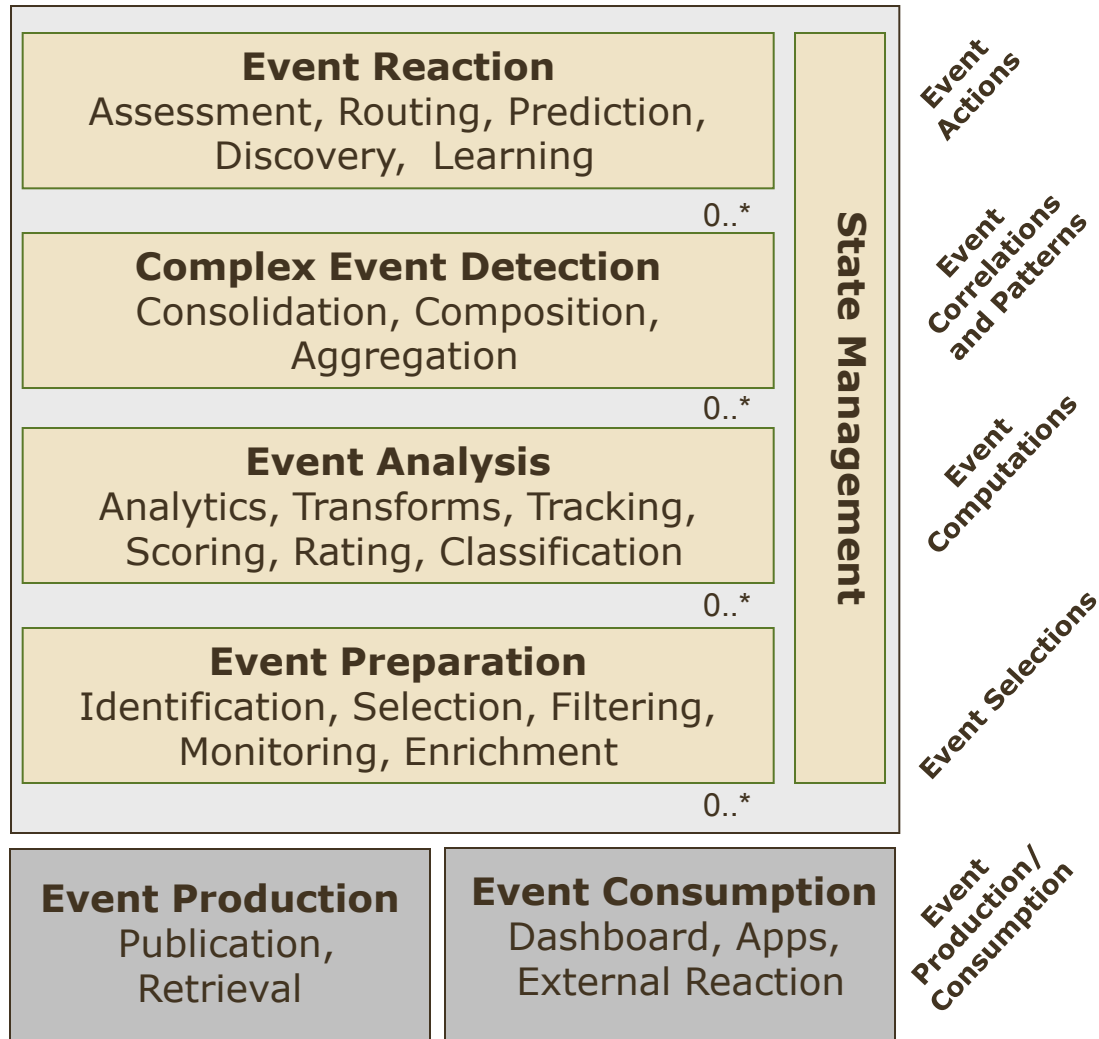 Event Reaction
Assessment, Routing, Prediction,
Discovery, Learning
0..*
Complex Event Detection
Consolidation, Composition,
Aggregation
0..*
Event Analysis
Analytics, Transforms, Tracking,
Scoring, Rating, Classification
0..*
Event Preparation
Identification, Selection, Filtering,
Monitoring, Enrichment
0..*
State Management
Event
Actions
Event
Correlations
and Patterns
Event
Computations
Event Selections
Event Production
Publication,
Retrieval
Event Consumption
Dashboard, Apps,
External Reaction
Event
Production/
Consumption